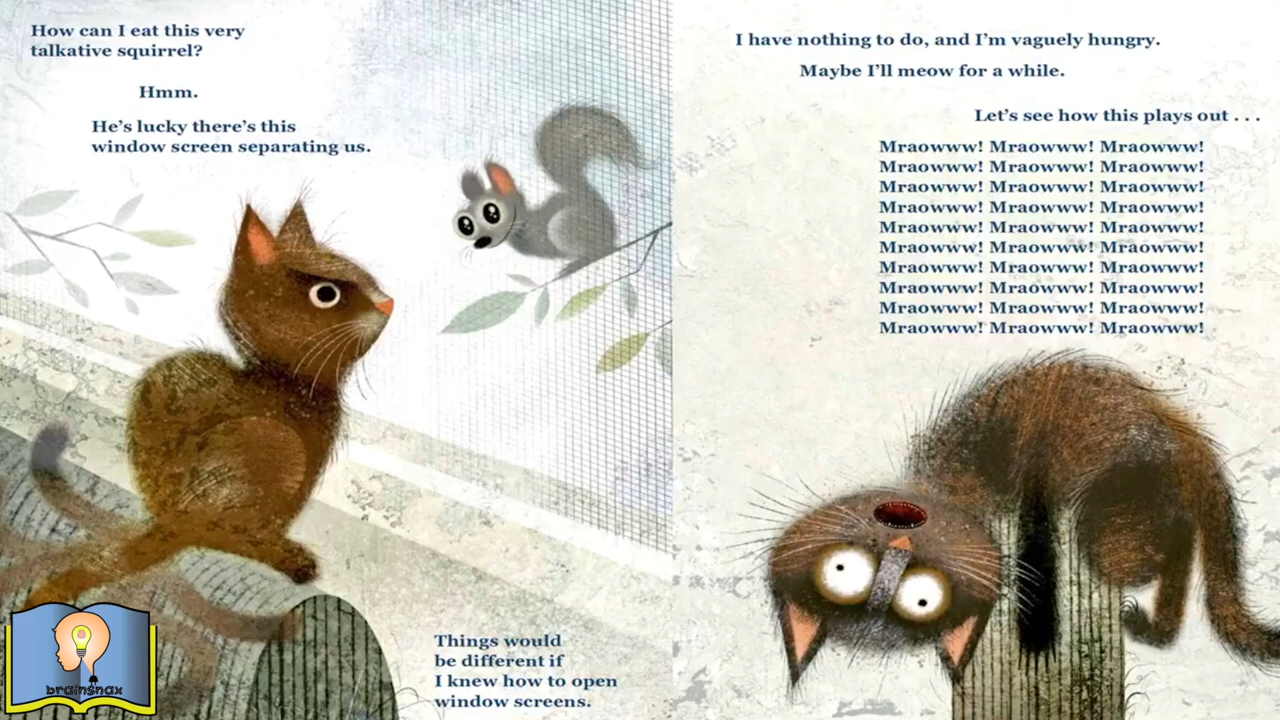 How can I eat this very
talkative squirrel?
Hmm.
He's lucky there's this
window screen separating us.
Things would
be different if
I knew how to open
window screens.
brainsnax
I have nothing to do, and I'm vaguely hungry.
Maybe I'll meow for a while.
Let's see how this plays out . . .
Mraowww! Mraowww! Mraowww!
Mraowww! Mraowww! Mraowww!
Mraowww! Mraowww! Mraowww!
Mraowww! Mraowww! Mraowww!
Mraowww! Mraowww! Mraowww!
Mraowww! Mraowww! Mraowww!
Mraowww! Mraowww! Mraowww!
Mraowww! Mraowww! Mraowww!
Mraowww! Mraowww! Mraowww!
Mraowww! Mraowww! Mraowww!